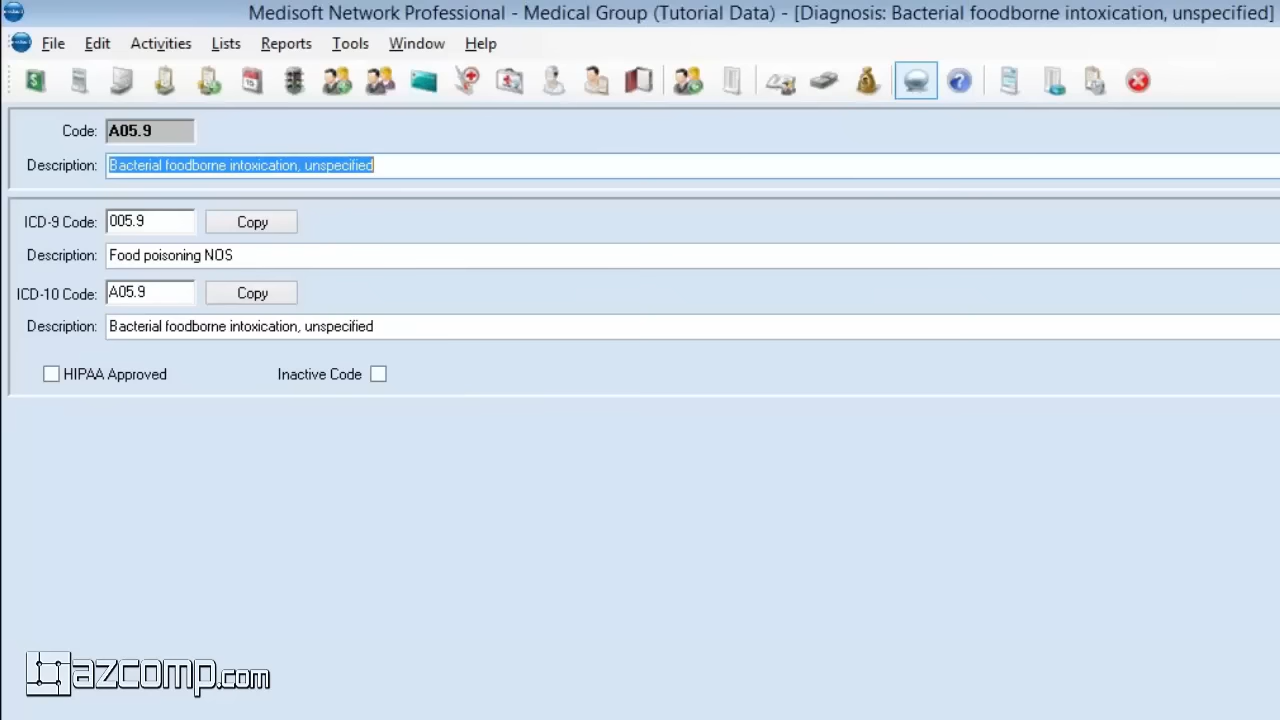 Medisoft Network Professional - Medical Group (Tutorial Data) - [Diagnosis: Bacterial foodborne intoxication, unspecified]
File Edit Activities Lists Reports Tools Window Help
Code: A05.9
Description: Bacterial foodborne intoxication, unspecified
ICD-9 Code: 005.9 Copy
Description: Food poisoning NOS
ICD-10 Code: A05.9 Copy
Description: Bacterial foodborne intoxication, unspecified
HIPAA Approved Inactive Code
azcomp.com